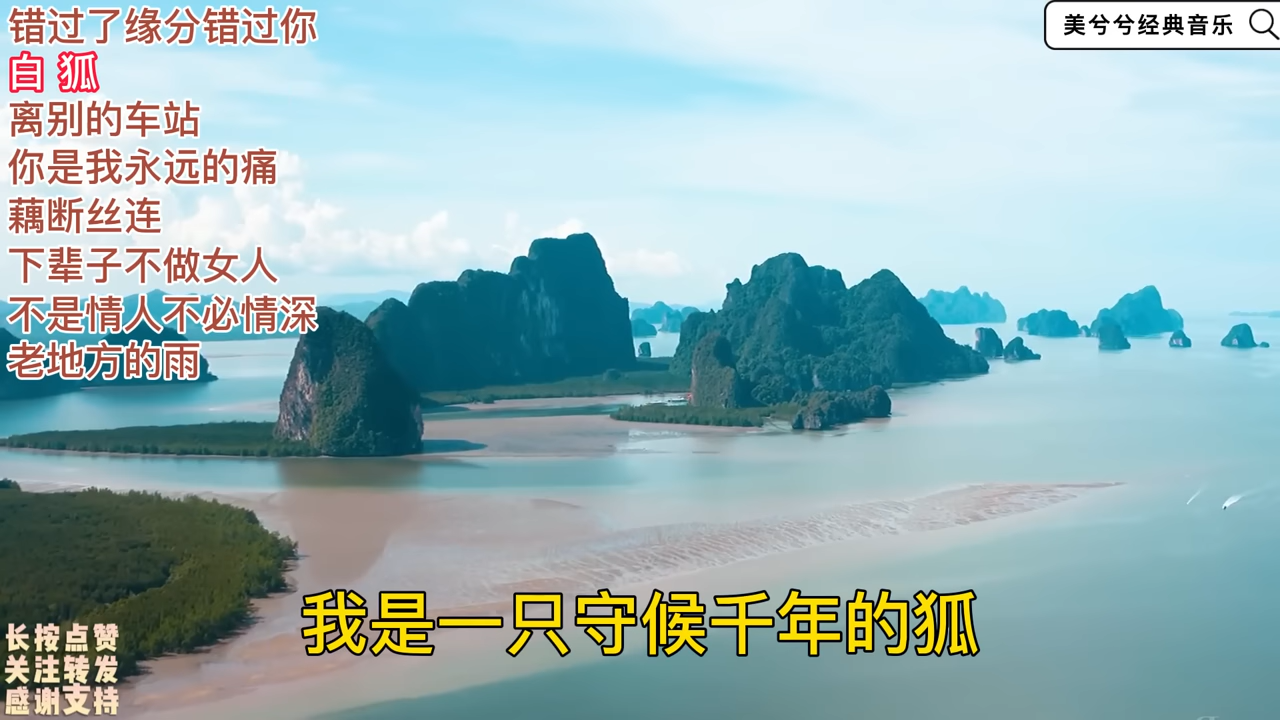 错过了缘分错过你
白狐
离别的车站
你是我永远的痛
藕断丝连
下辈子不做女人
不是情人不必情深
老地方的雨
美兮兮经典音乐
我是一只守候千年的狐
长按点赞
关注转发
感谢支持